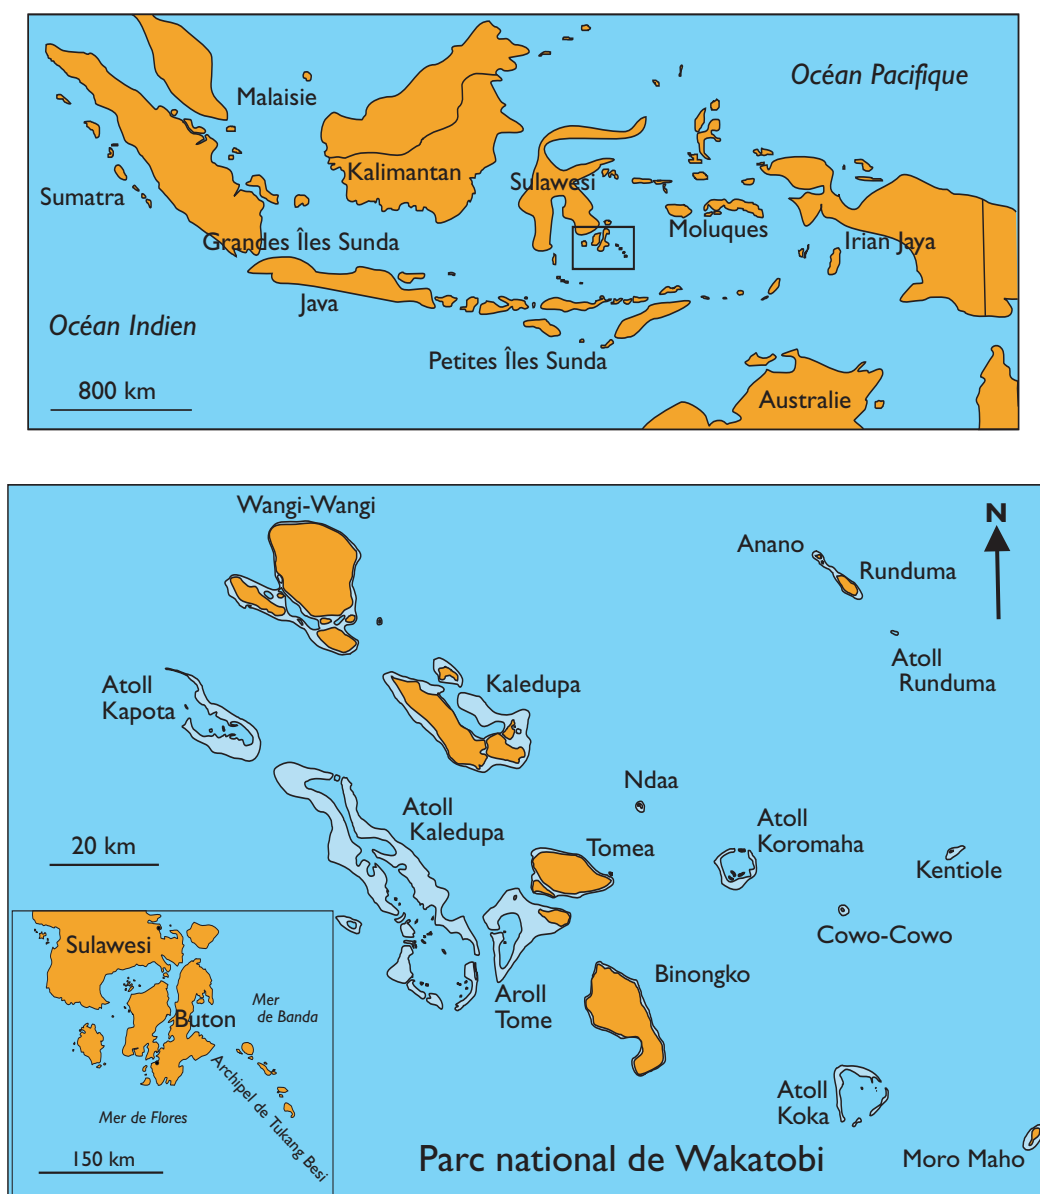 Océan Pacifique
Malaisie
Kalimantan
Sulawesi
Sumatra
Moluques
Grandes Îles Sunda
Irian Jaya
Java
Océan Indien
Petites Îles Sunda
800 km
Australie
Wangi-Wangi
N
Anano
Runduma
Atoll
Runduma
Atoll
Kapota
Kaledupa
Ndaa
Atoll
Kaledupa
Atoll
Koromaha
20 km
Tomea
Kentiole
Cowo-Cowo
Binongko
Aroll
Tome
Sulawesi
Mer
de Banda
Buton
Archipel de Tukang Besi
Mer de Flores
150 km
Atoll
Koka
Parc national de Wakatobi
Moro Maho